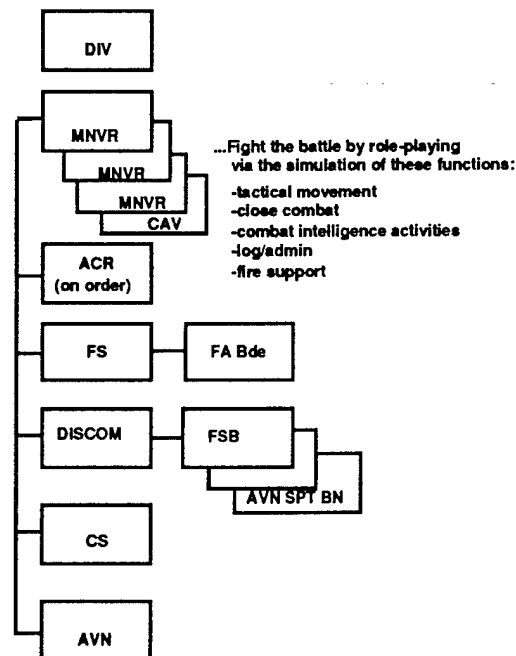 DIV
MNVR
MNVR
MNVR
CAV
...Fight the battle by role-playing
via the simulation of these functions:
-tactical movement
-close combat
-combat intelligence activities
-log/admin
-fire support
ACR
(on order)
FS
FA Bde
DISCOM
FSB
AVN SPT BN
CS
AVN